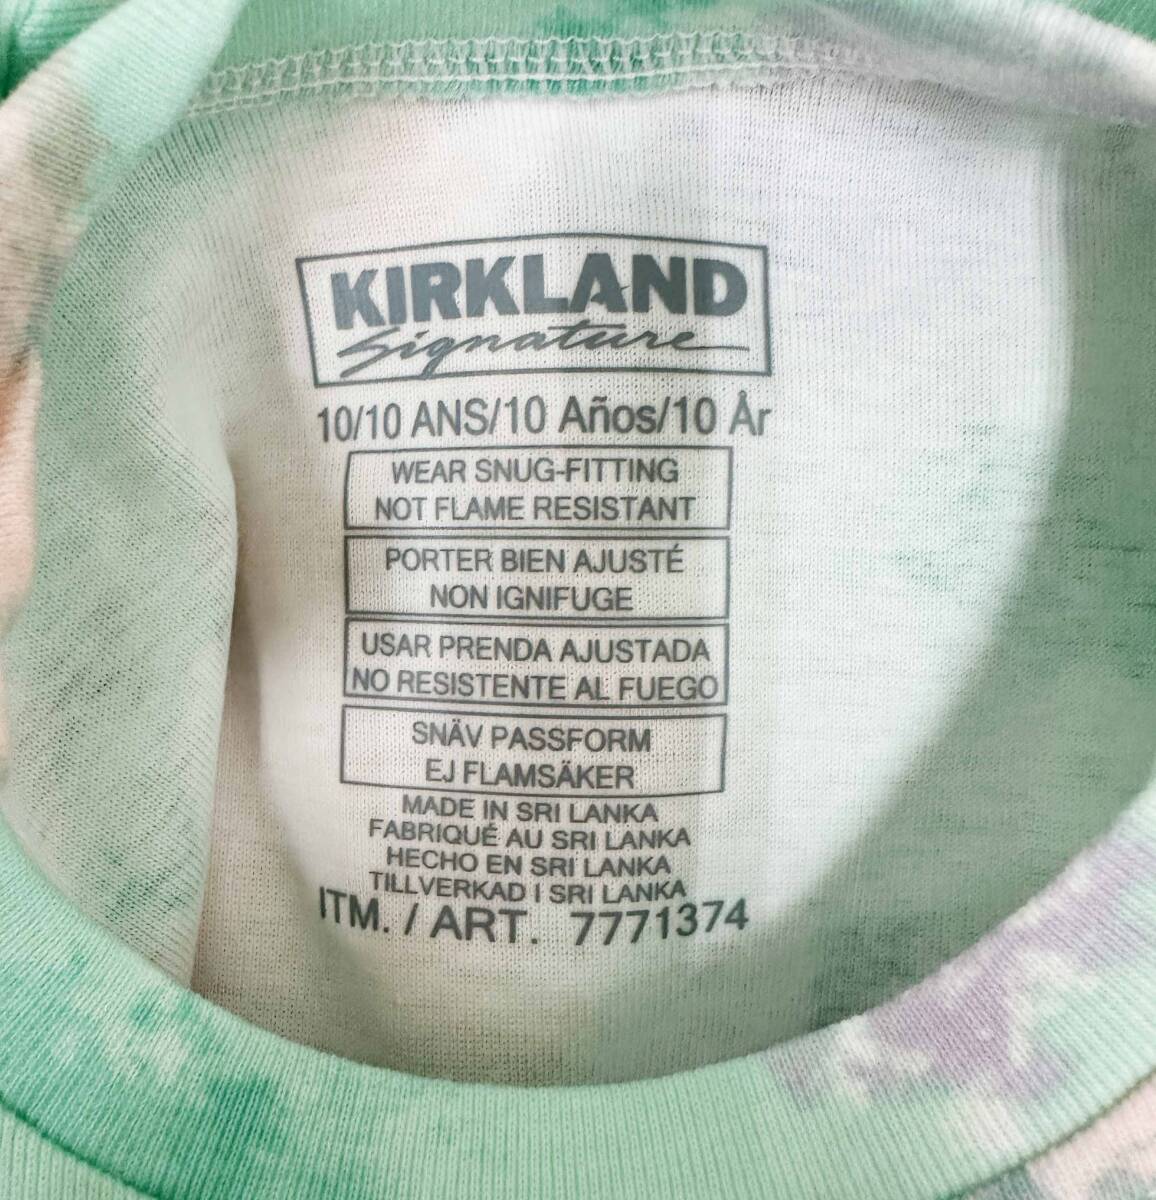 KIRKLAND
Signature
10/10 ANS/10 Años/10 År
WEAR SNUG-FITTING
NOT FLAME RESISTANT
PORTER BIEN AJUSTÉ
NON IGNIFUGE
USAR PRENDA AJUSTADA
NO RESISTENTE AL FUEGO
SNÄV PASSFORM
EJ FLAMSÄKER
MADE IN SRI LANKA
FABRIQUÉ AU SRI LANKA
HECHO EN SRI LANKA
TILLVERKAD I SRI LANKA
ITM. / ART. 7771374